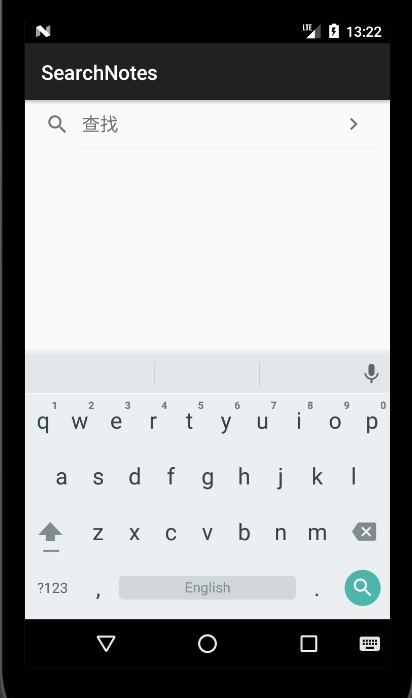 LTE 13:22
SearchNotes
查找
1 2 3 4 5 6 7 8 9 0
q w e r t y u i o p
a s d f g h j k l
z x c v b n m
?123 , English .